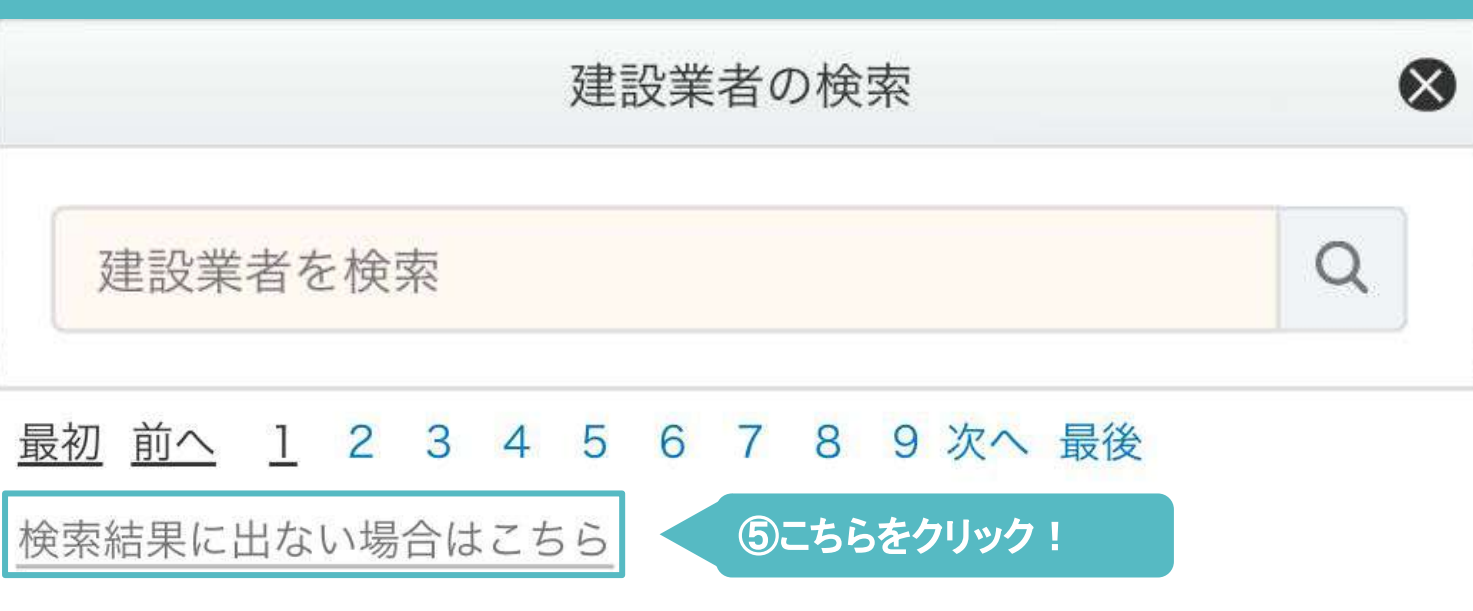 建設業者の検索
建設業者を検索
最初 前へ 1 2 3 4 5 6 7 8 9 次へ 最後
検索結果に出ない場合はこちら
⑤こちらをクリック！